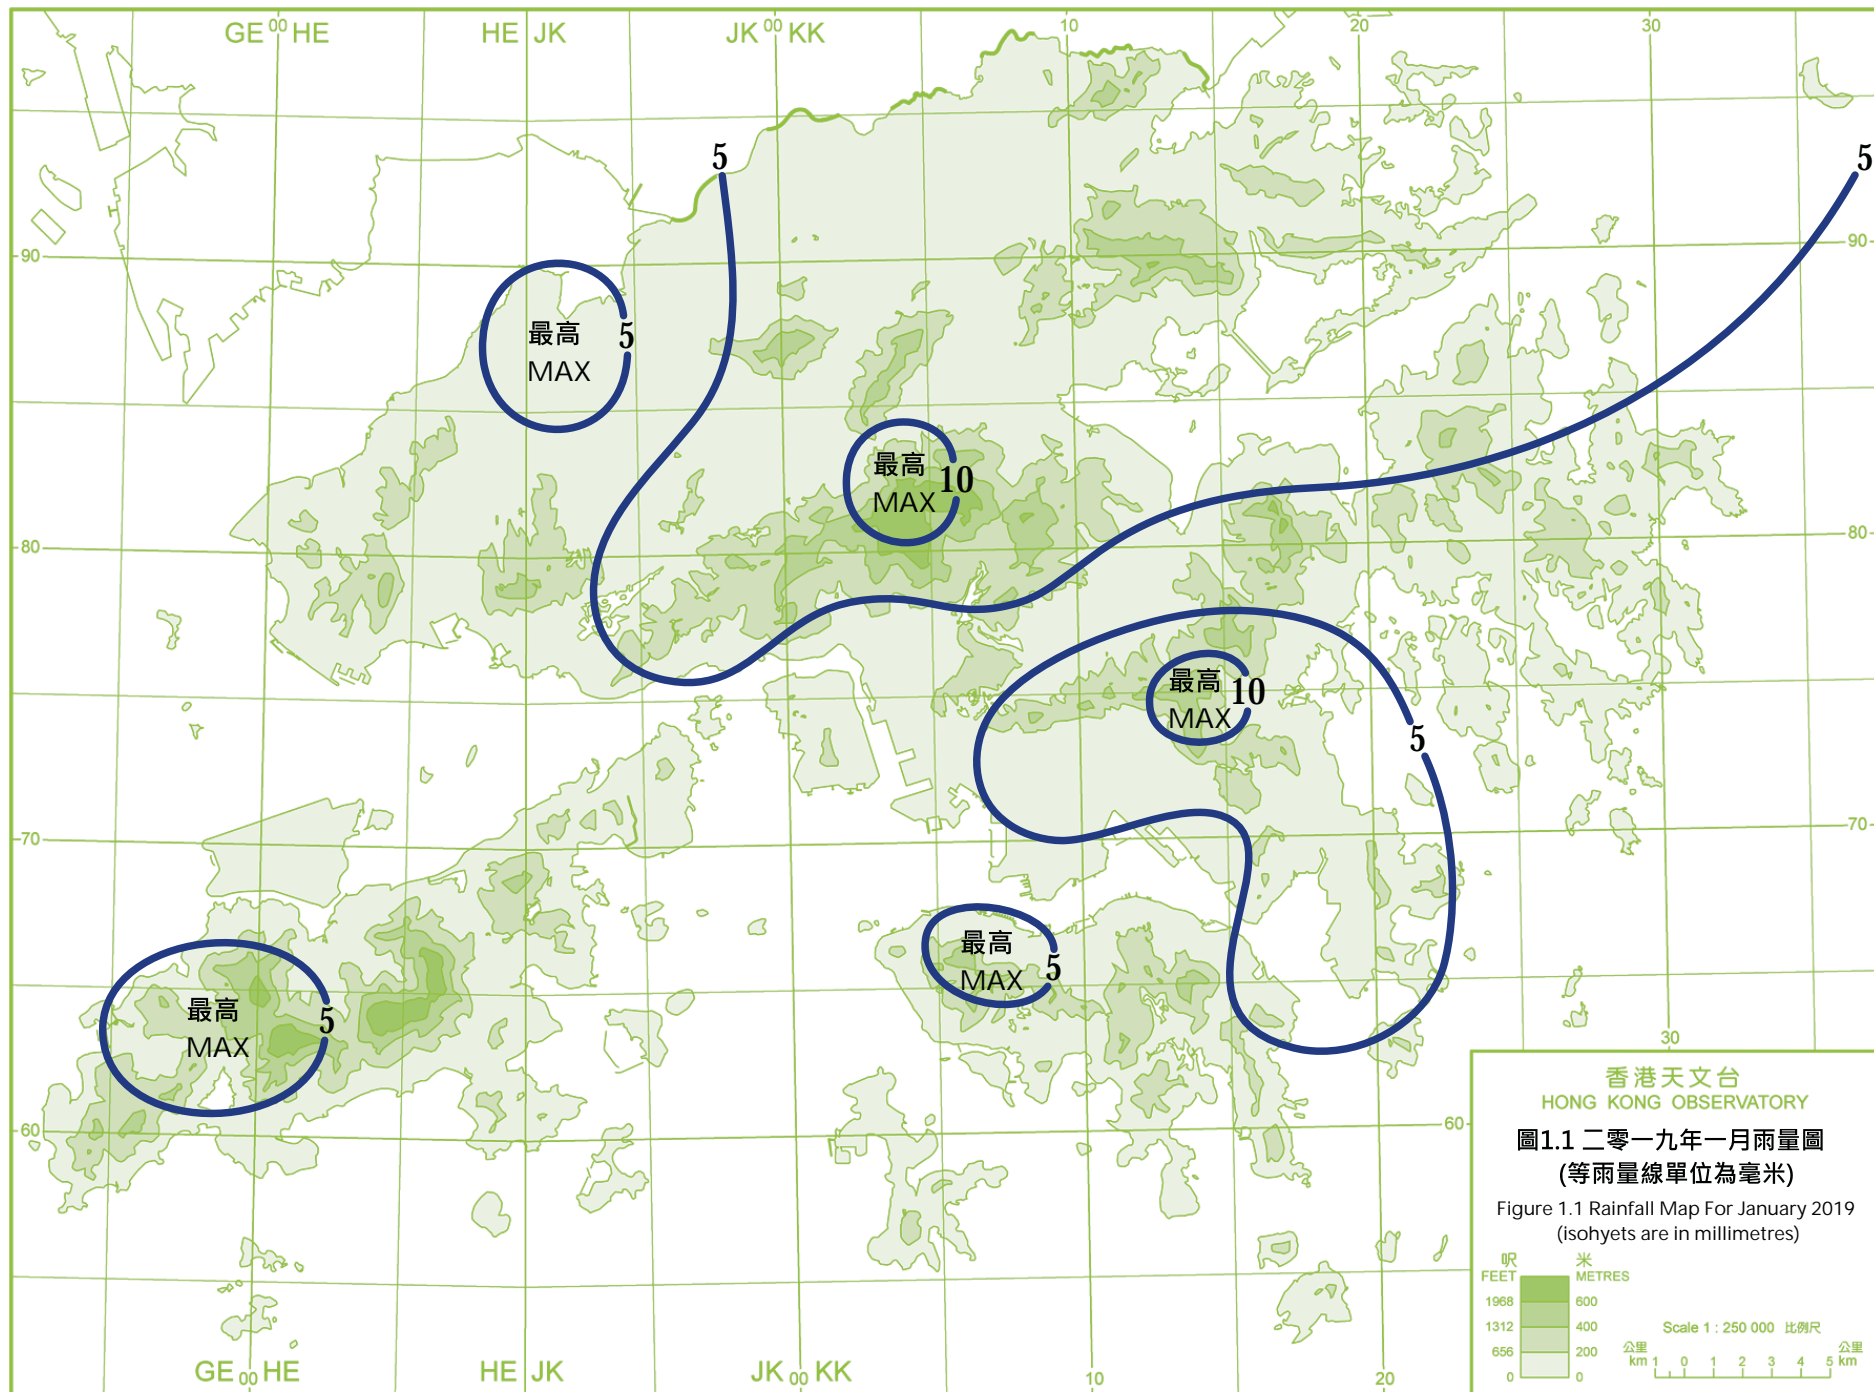 GE 00 HE HE JK JK 00 KK 10 20 30
5
5
90 90
最高
MAX
5
最高
MAX
10
80 80
最高
MAX
10
5
70 70
最高
MAX
5
最高
MAX
5
30
60 60
香港天文台
HONG KONG OBSERVATORY
圖1.1 二零一九年一月雨量圖
(等雨量線單位為毫米)
Figure 1.1 Rainfall Map For January 2019
(isohyets are in millimetres)
呎 米
FEET METRES
1968 600
1312 400
656 200
0 0
Scale 1 : 250 000 比例尺
公里 公里
km 1 0 1 2 3 4 5 km
GE 00 HE HE JK JK 00 KK 10 20